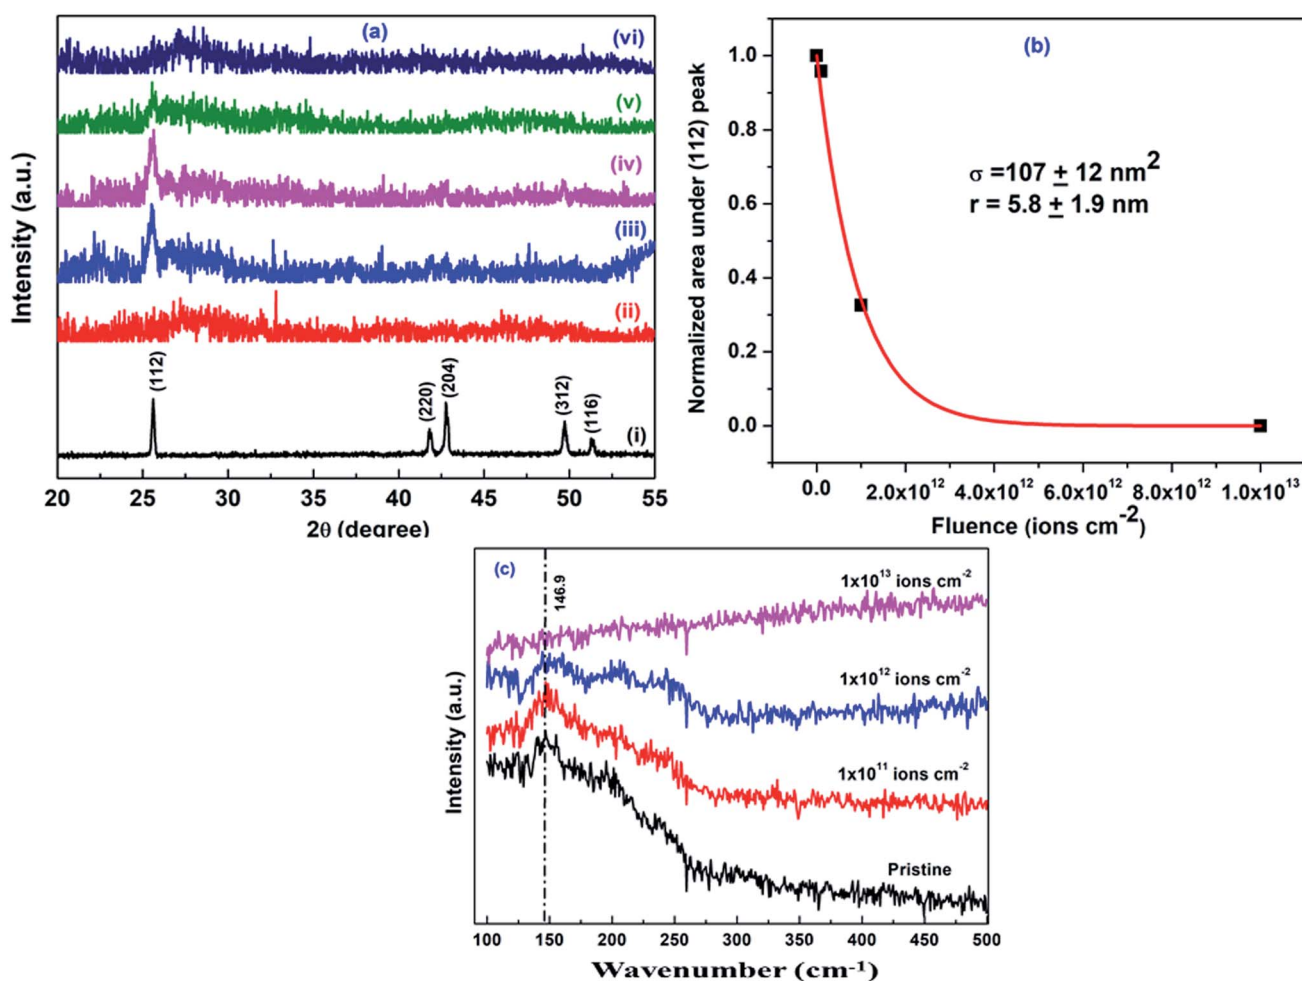 (a)
(vi)
(v)
(iv)
(iii)
(ii)
(i)
(112)
(220)
(204)
(312)
(116)
Intensity (a.u.)
20 25 30 35 40 45 50 55
2θ (degree)
(b)
σ =107 ± 12 nm²
r = 5.8 ± 1.9 nm
Normalized area under (112) peak
1.0
0.8
0.6
0.4
0.2
0.0
0.0 2.0x10¹² 4.0x10¹² 6.0x10¹² 8.0x10¹² 1.0x10¹³
Fluence (ions cm⁻²)
(c)
146.9
1x10¹³ ions cm⁻²
1x10¹² ions cm⁻²
1x10¹¹ ions cm⁻²
Pristine
Intensity (a.u.)
100 150 200 250 300 350 400 450 500
Wavenumber (cm⁻¹)